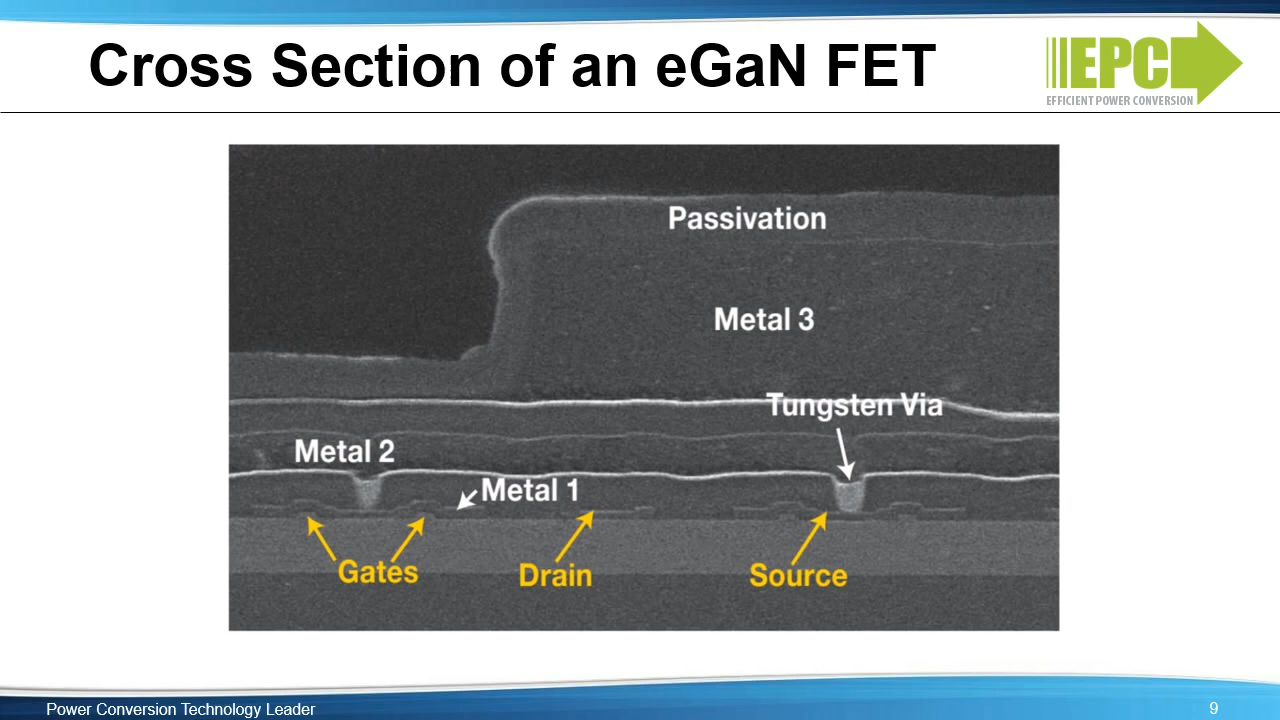 Cross Section of an eGaN FET
EPC
EFFICIENT POWER CONVERSION
Passivation
Metal 3
Tungsten Via
Metal 2
Metal 1
Gates
Drain
Source
Power Conversion Technology Leader
9